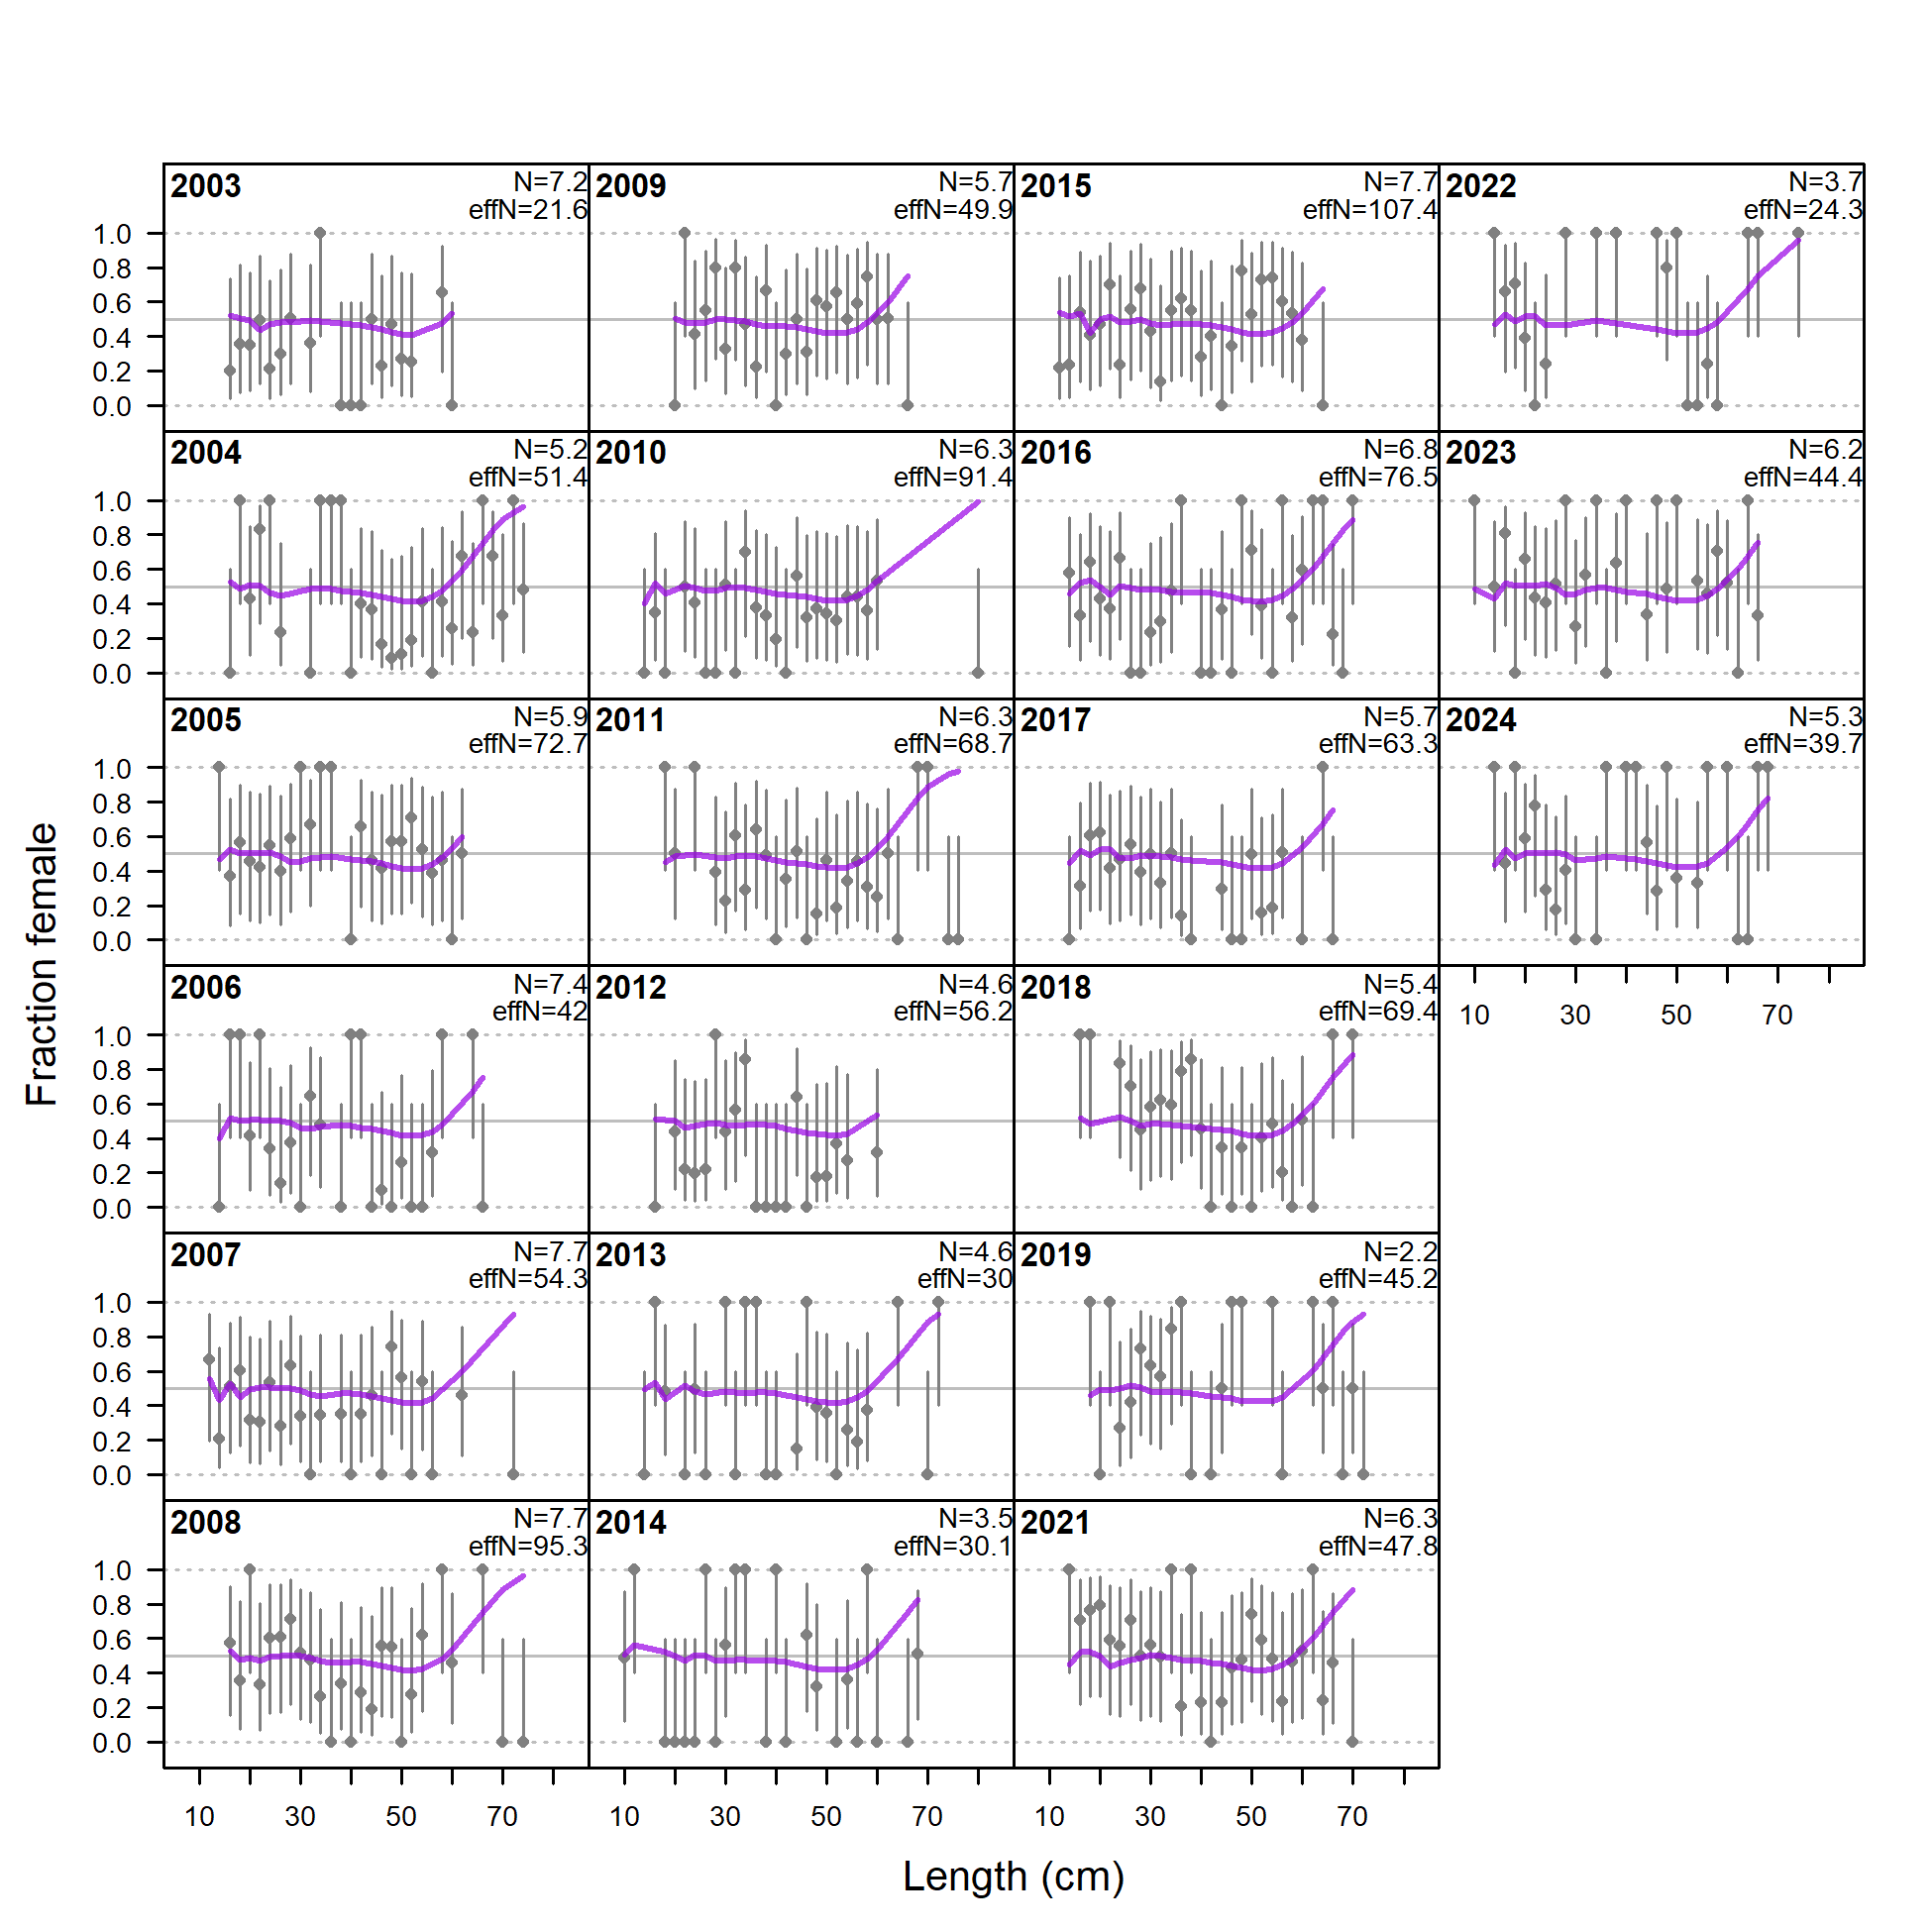 2003
N=7.2
effN=21.6
2009
N=5.7
effN=49.9
2015
N=7.7
effN=107.4
2022
N=3.7
effN=24.3
1.0
0.8
0.6
0.4
0.2
0.0
2004
N=5.2
effN=51.4
2010
N=6.3
effN=91.4
2016
N=6.8
effN=76.5
2023
N=6.2
effN=44.4
1.0
0.8
0.6
0.4
0.2
0.0
2005
N=5.9
effN=72.7
2011
N=6.3
effN=68.7
2017
N=5.7
effN=63.3
2024
N=5.3
effN=39.7
1.0
0.8
0.6
0.4
0.2
0.0
10 30 50 70
2006
N=7.4
effN=42
2012
N=4.6
effN=56.2
2018
N=5.4
effN=69.4
1.0
0.8
0.6
0.4
0.2
0.0
2007
N=7.7
effN=54.3
2013
N=4.6
effN=30
2019
N=2.2
effN=45.2
1.0
0.8
0.6
0.4
0.2
0.0
2008
N=7.7
effN=95.3
2014
N=3.5
effN=30.1
2021
N=6.3
effN=47.8
1.0
0.8
0.6
0.4
0.2
0.0
10 30 50 70 10 30 50 70 10 30 50 70
Fraction female
Length (cm)